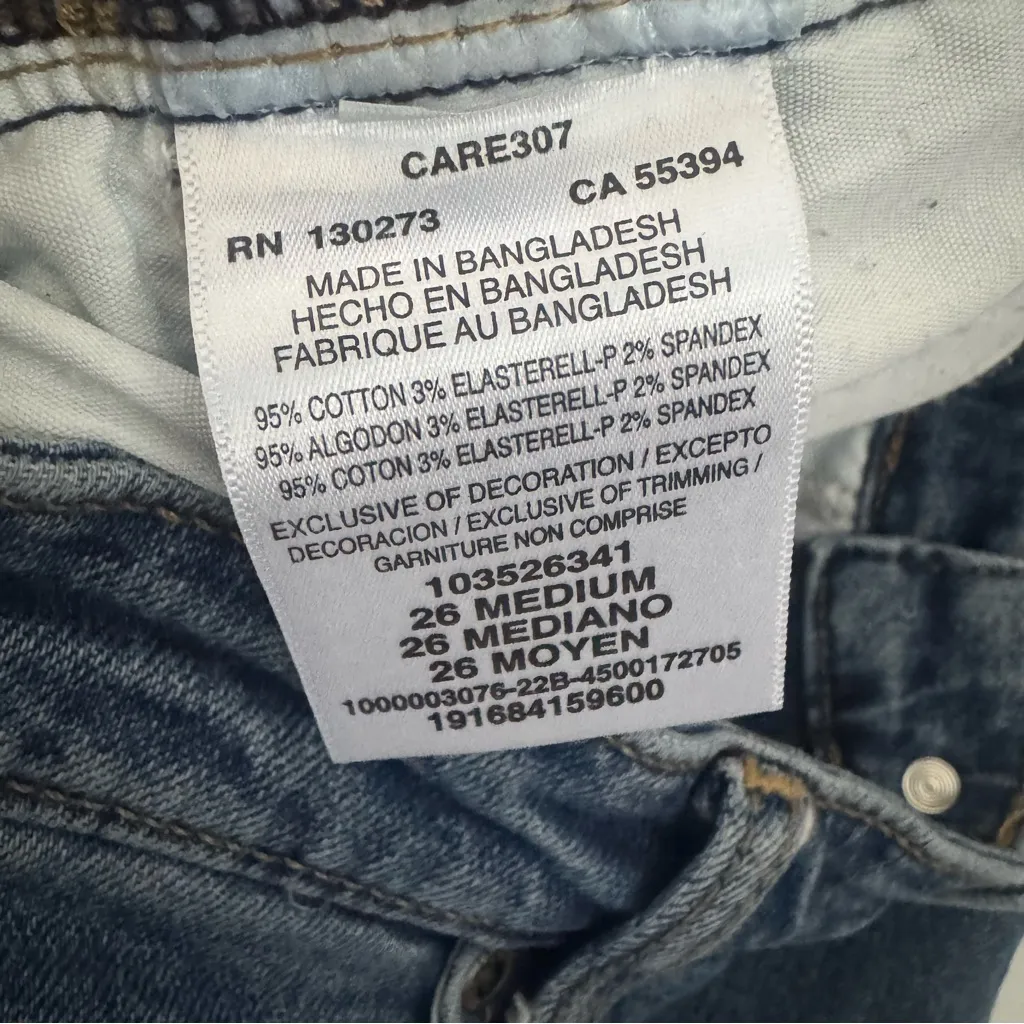 CARE307
RN 130273 CA 55394
MADE IN BANGLADESH
HECHO EN BANGLADESH
FABRIQUE AU BANGLADESH
95% COTTON 3% ELASTERELL-P 2% SPANDEX
95% ALGODON 3% ELASTERELL-P 2% SPANDEX
95% COTON 3% ELASTERELL-P 2% SPANDEX
EXCLUSIVE OF DECORATION / EXCEPTO
DECORACION / EXCLUSIVE OF TRIMMING /
GARNITURE NON COMPRISE
103526341
26 MEDIUM
26 MEDIANO
26 MOYEN
1000003076-22B-4500172705
191684159600